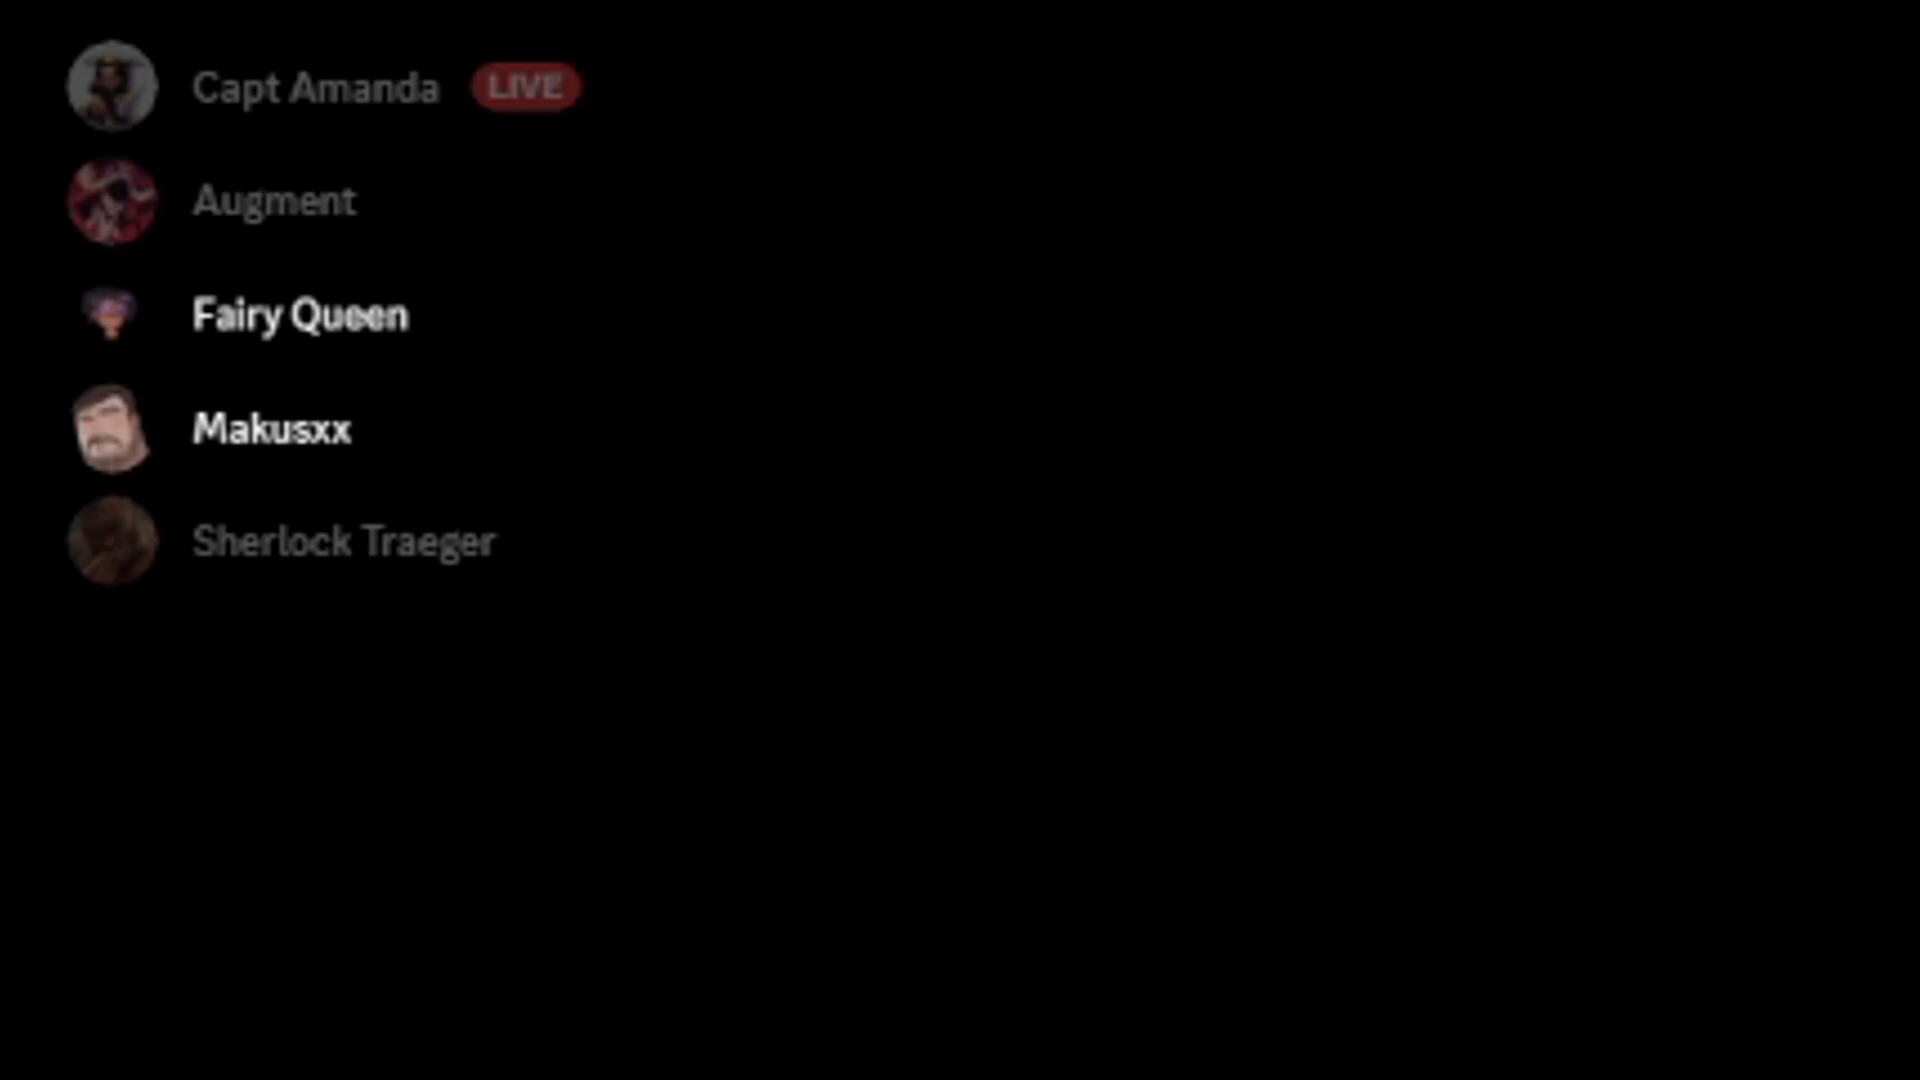 Capt Amanda LIVE
Augment
Fairy Queen
Makusxx
Sherlock Traeger